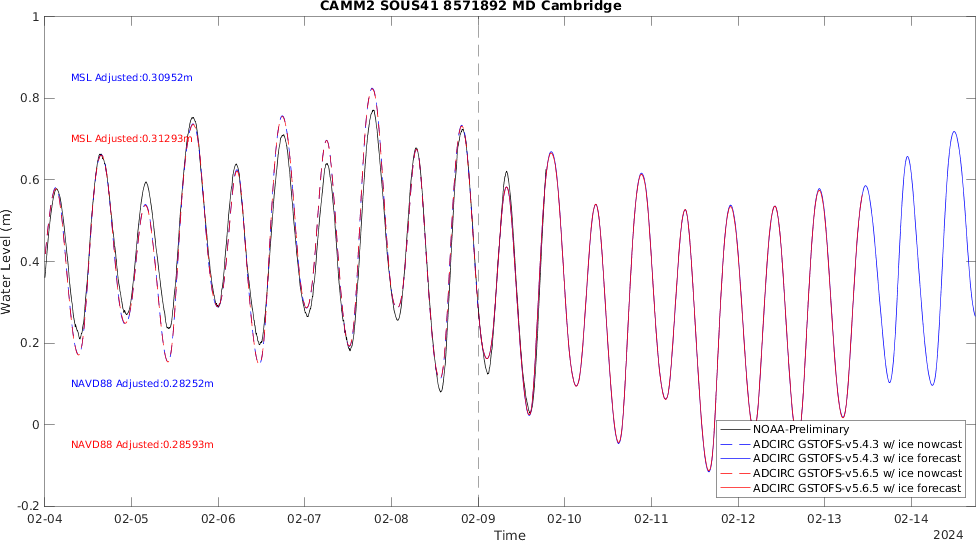 CAMM2 SOUS41 8571892 MD Cambridge
1
MSL Adjusted:0.30952m
0.8
MSL Adjusted:0.31293m
0.6
Water Level (m)
0.4
0.2
NAVD88 Adjusted:0.28252m
0
NOAA-Preliminary
NAVD88 Adjusted:0.28593m
ADCIRC GSTOFS-v5.4.3 w/ ice nowcast
ADCIRC GSTOFS-v5.4.3 w/ ice forecast
ADCIRC GSTOFS-v5.6.5 w/ ice nowcast
ADCIRC GSTOFS-v5.6.5 w/ ice forecast
-0.2
02-04 02-05 02-06 02-07 02-08 02-09 02-10 02-11 02-12 02-13 02-14
Time
2024